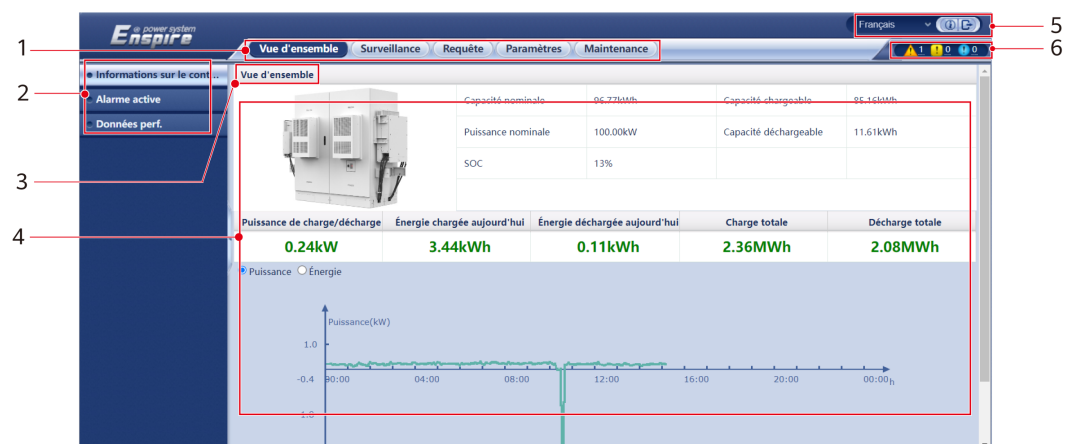 @ power system
Enspire
Français
1
Vue d'ensemble Surveillance Requête Paramètres Maintenance
5
6
1 0 0
2
Informations sur le cont...
Alarme active
Données perf.
3
Vue d'ensemble
Capacité nominale 96.77kWh Capacité chargeable 85.16kWh
Puissance nominale 100.00kW Capacité déchargeable 11.61kWh
SOC 13%
4
Puissance de charge/décharge Énergie chargée aujourd'hui Énergie déchargée aujourd'hui Charge totale Décharge totale
0.24kW 3.44kWh 0.11kWh 2.36MWh 2.08MWh
Puissance Énergie
Puissance(kW)
1.0
-0.4 00:00 04:00 08:00 12:00 16:00 20:00 00:00 h
-1.8